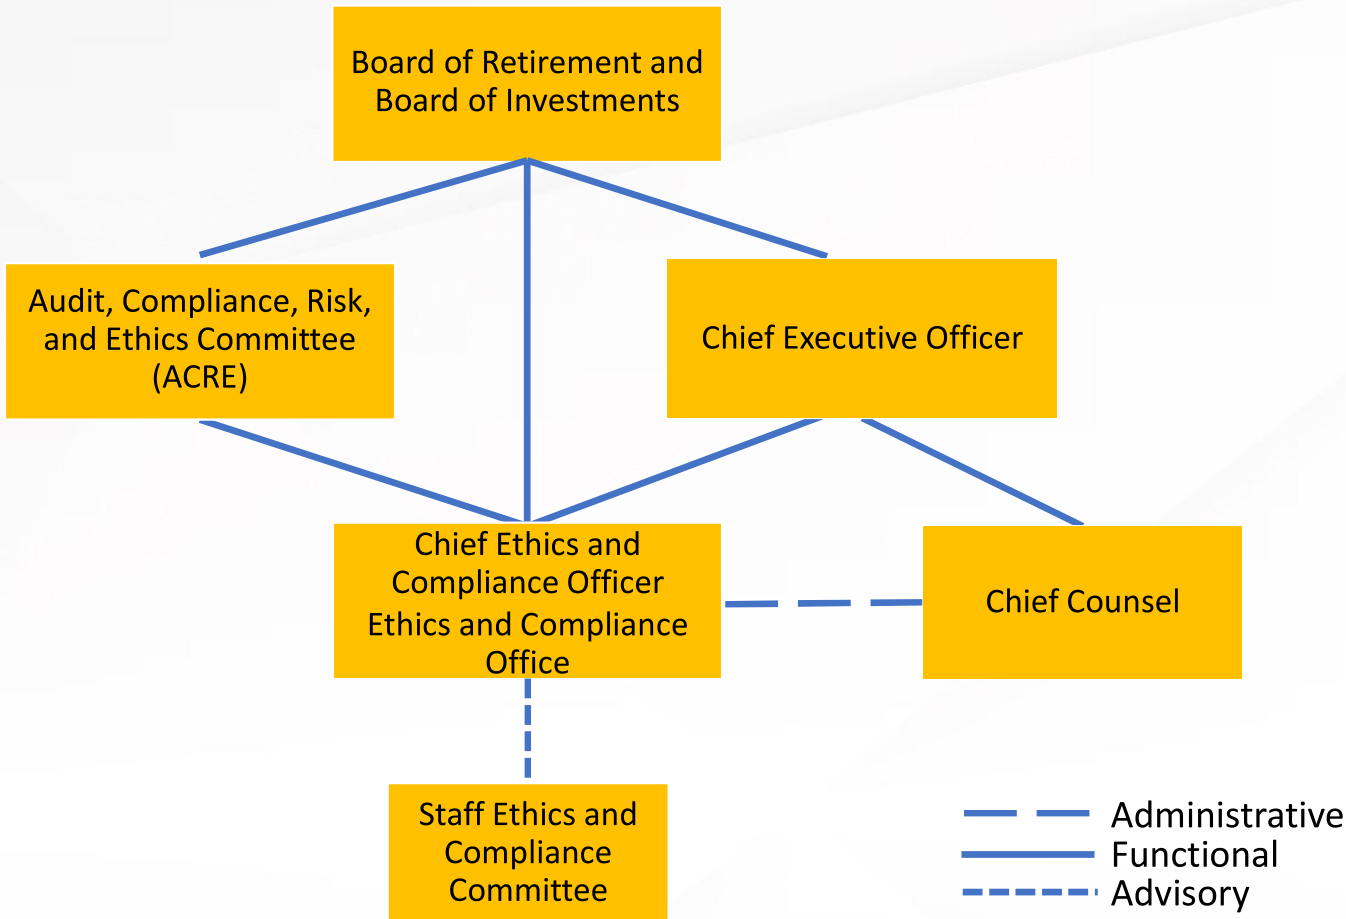 Board of Retirement and
Board of Investments
Audit, Compliance, Risk,
and Ethics Committee
(ACRE)
Chief Executive Officer
Chief Ethics and
Compliance Officer
Ethics and Compliance
Office
Chief Counsel
Staff Ethics and
Compliance
Committee
Administrative
Functional
Advisory